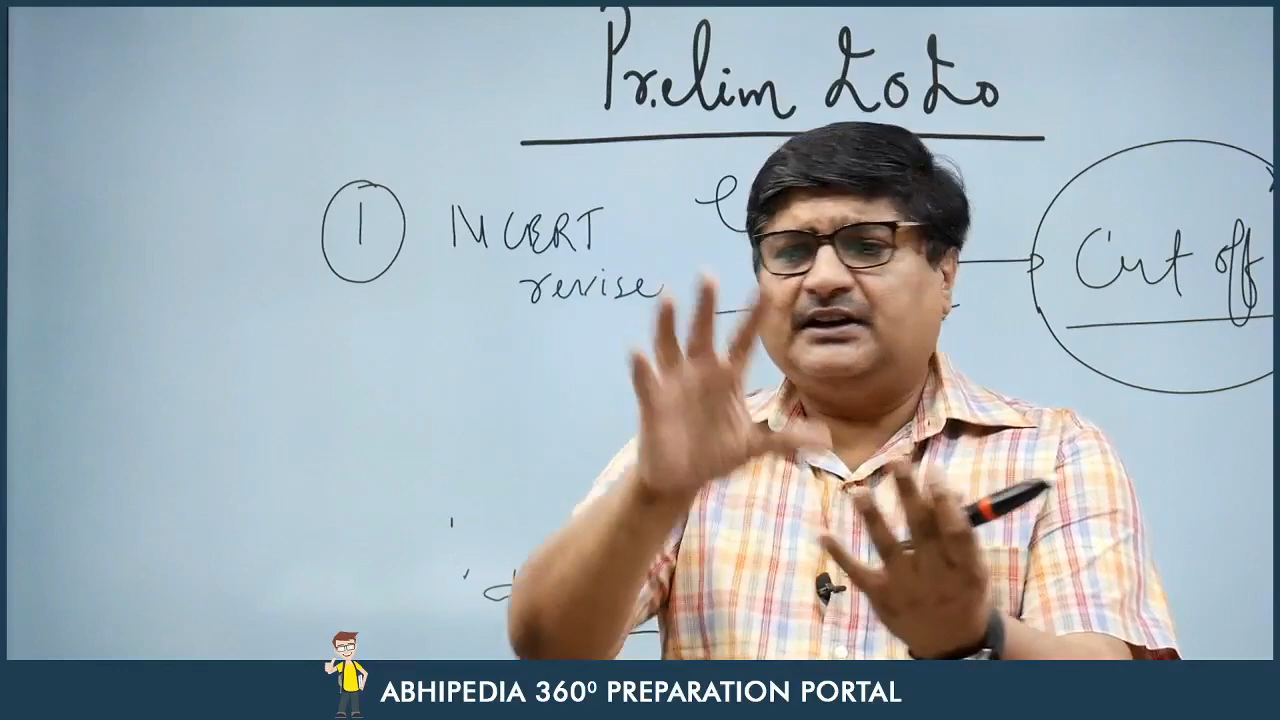 Prelim 2020
1 NCERT
revise
Cut off
ABHIPEDIA 360⁰ PREPARATION PORTAL